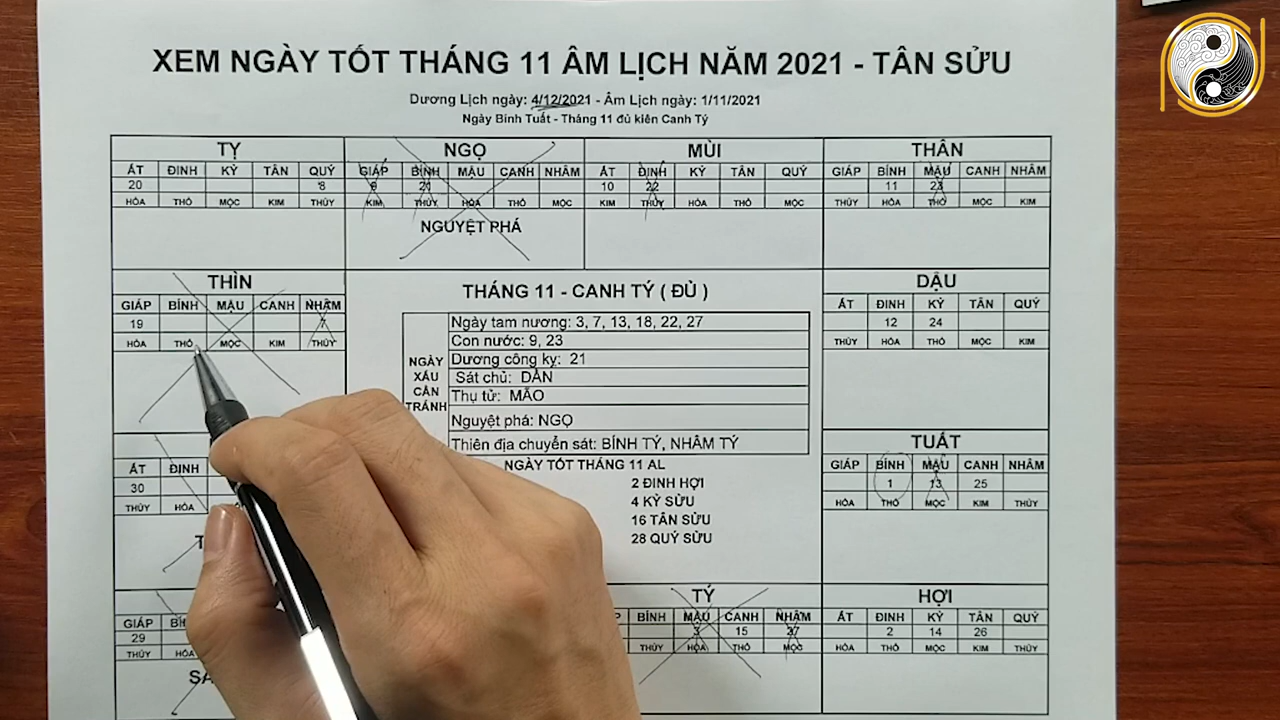 XEM NGÀY TỐT THÁNG 11 ÂM LỊCH NĂM 2021 - TÂN SỬU
Dương Lịch ngày: 4/12/2021 - Âm Lịch ngày: 1/11/2021
Ngày Bính Tuất - Tháng 11 đủ kiến Canh Tý
TỴ NGỌ MÙI THÂN
ẤT ĐINH KỶ TÂN QUÝ GIÁP BÍNH MẬU CANH NHÂM ẤT ĐINH KỶ TÂN QUÝ GIÁP BÍNH MẬU CANH NHÂM
20 8 9 21 10 22 11 23
HỎA THỔ MỘC KIM THỦY KIM THỦY HỎA THỔ MỘC KIM THỦY HỎA THỔ MỘC THỦY HỎA THỔ MỘC KIM
NGUYỆT PHÁ
THÌN
GIÁP BÍNH MẬU CANH NHÂM
19 7
HỎA THỔ MỘC KIM THỦY
THÁNG 11 - CANH TÝ ( ĐỦ )
NGÀY XẤU CẦN TRÁNH
Ngày tam nương: 3, 7, 13, 18, 22, 27
Con nước: 9, 23
Dương công kỵ: 21
Sát chủ: DẦN
Thụ tử: MÃO
Nguyệt phá: NGỌ
Thiên địa chuyển sát: BÍNH TÝ, NHÂM TÝ
DẬU
ẤT ĐINH KỶ TÂN QUÝ
12 24
THỦY HỎA THỔ MỘC KIM
ẤT ĐINH
30
THỦY HỎA
NGÀY TỐT THÁNG 11 AL
2 ĐINH HỢI
4 KỶ SỬU
16 TÂN SỬU
28 QUÝ SỬU
TUẤT
GIÁP BÍNH MẬU CANH NHÂM
1 13 25
HỎA THỔ MỘC KIM THỦY
GIÁP
29
THỦY
TÝ
BÍNH MẬU CANH NHÂM
3 15 27
THỦY HỎA THỔ MỘC
HỢI
ẤT ĐINH KỶ TÂN QUÝ
2 14 26
HỎA THỔ MỘC KIM THỦY